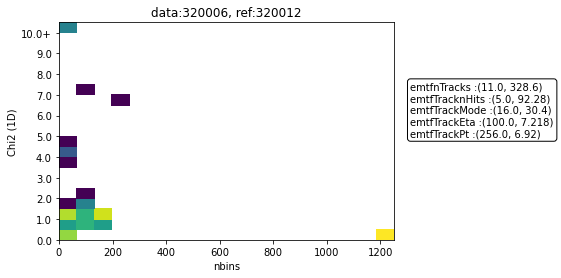 data:320006, ref:320012
Chi2 (1D)
10.0+
9.0
8.0
7.0
6.0
5.0
4.0
3.0
2.0
1.0
0.0
0 200 400 600 800 1000 1200
nbins
emtfnTracks :(11.0, 328.6)
emtfTracknHits :(5.0, 92.28)
emtfTrackMode :(16.0, 30.4)
emtfTrackEta :(100.0, 7.218)
emtfTrackPt :(256.0, 6.92)